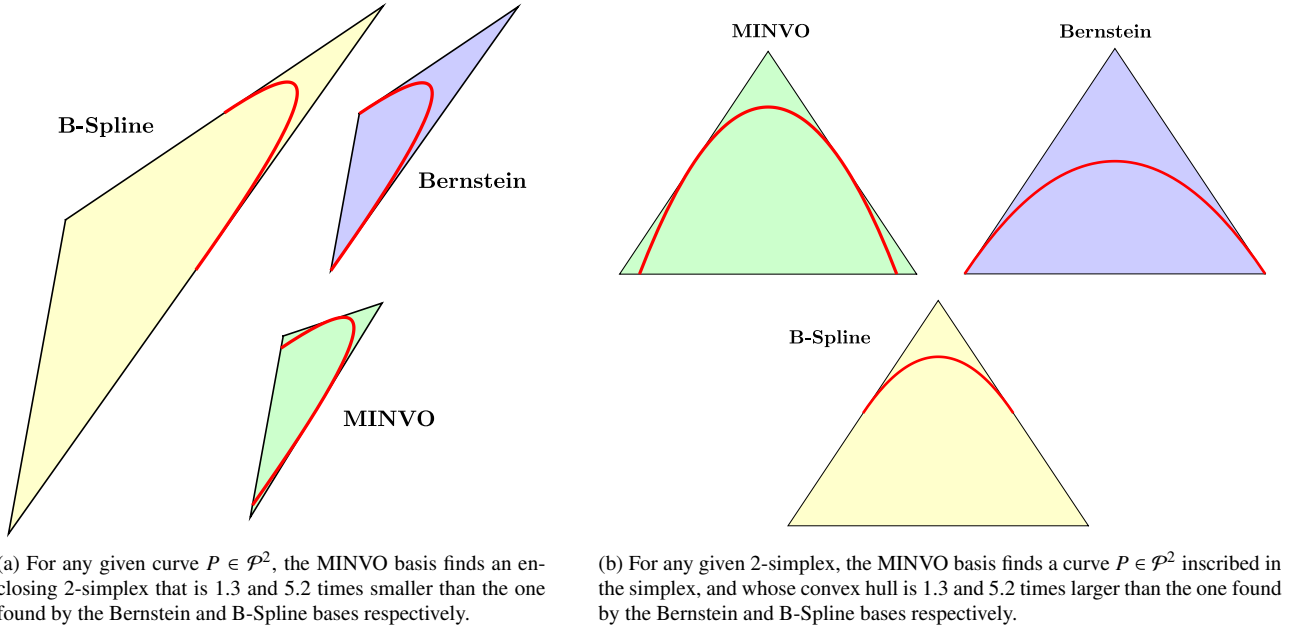 B-Spline
Bernstein
MINVO
(a) For any given curve P ∈ 𝒫², the MINVO basis finds an en-
closing 2-simplex that is 1.3 and 5.2 times smaller than the one
found by the Bernstein and B-Spline bases respectively.
MINVO
Bernstein
B-Spline
(b) For any given 2-simplex, the MINVO basis finds a curve P ∈ 𝒫² inscribed in
the simplex, and whose convex hull is 1.3 and 5.2 times larger than the one found
by the Bernstein and B-Spline bases respectively.